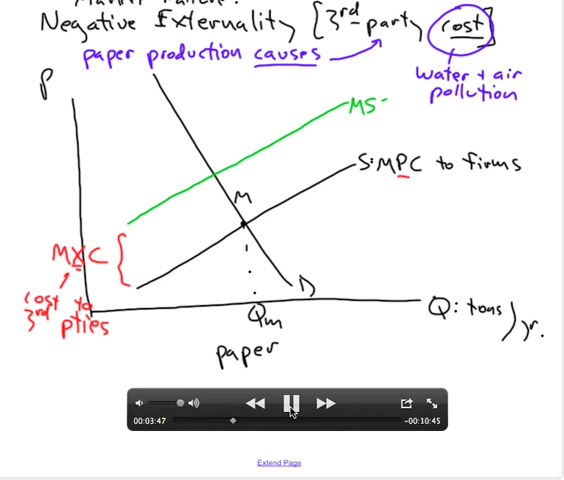 Negative Externality [3rd-party cost]
paper production causes
water + air
pollution
P
MS
S:MPC to firms
M
MXC
cost to
3rd pties
D
Qm
Q: tons/yr.
paper
00:03:47
-00:10:45
Extend Page